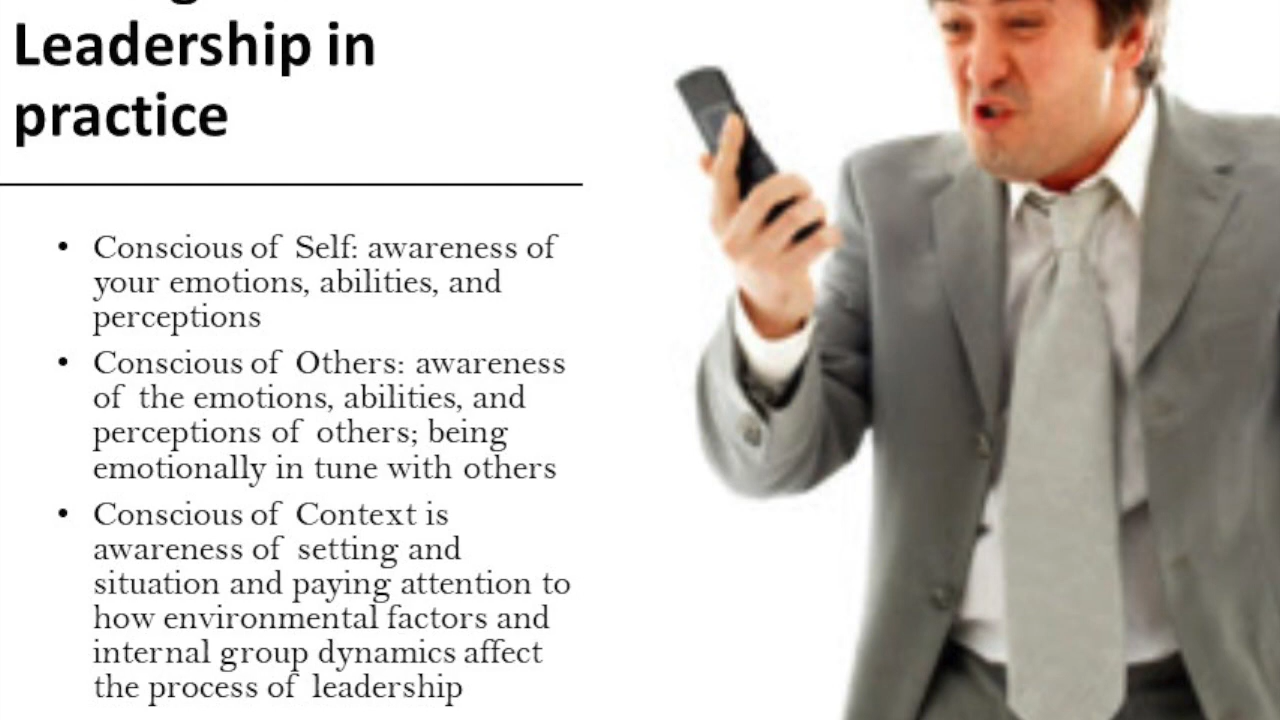 Leadership in
practice
• Conscious of Self: awareness of
your emotions, abilities, and
perceptions
• Conscious of Others: awareness
of the emotions, abilities, and
perceptions of others; being
emotionally in tune with others
• Conscious of Context is
awareness of setting and
situation and paying attention to
how environmental factors and
internal group dynamics affect
the process of leadership